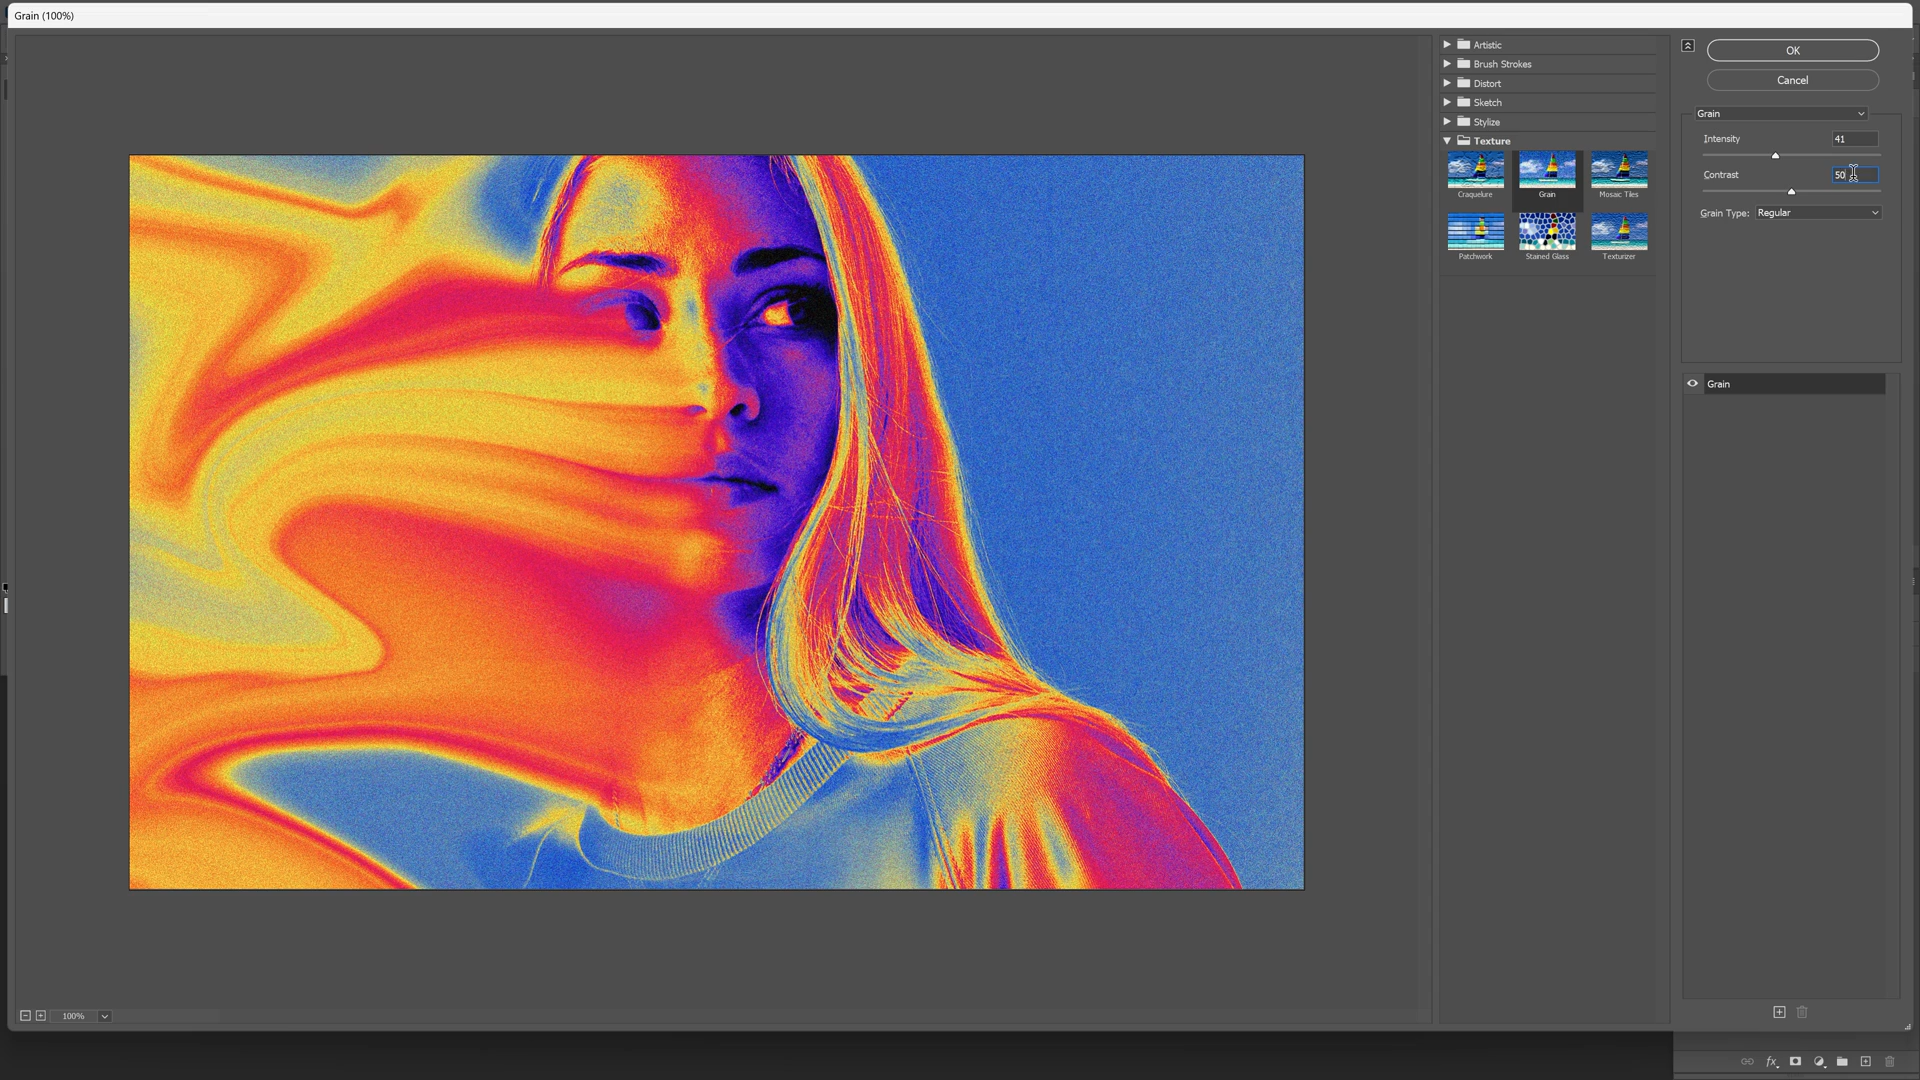 Grain (100%)
Artistic
Brush Strokes
Distort
Sketch
Stylize
Texture
Craquelure
Grain
Mosaic Tiles
Patchwork
Stained Glass
Texturizer
OK
Cancel
Grain
Intensity
41
Contrast
50
Grain Type: Regular
Grain
100%
fx